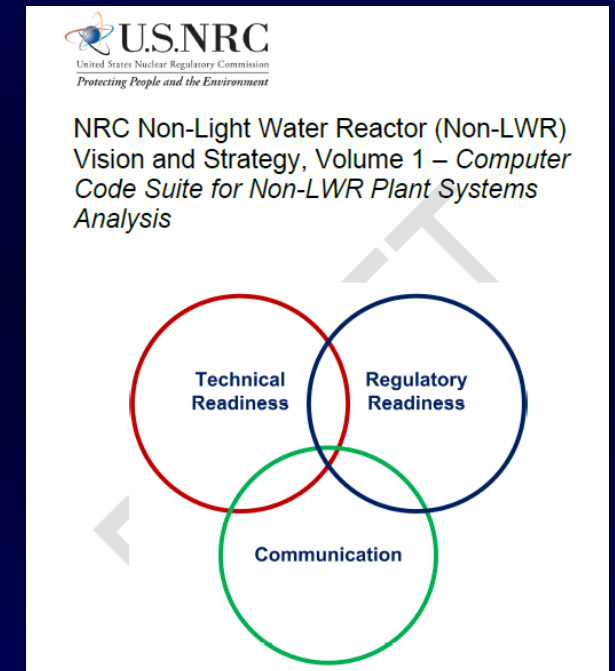 U.S.NRC
United States Nuclear Regulatory Commission
Protecting People and the Environment
NRC Non-Light Water Reactor (Non-LWR)
Vision and Strategy, Volume 1 – Computer
Code Suite for Non-LWR Plant Systems
Analysis
Technical
Readiness
Regulatory
Readiness
Communication